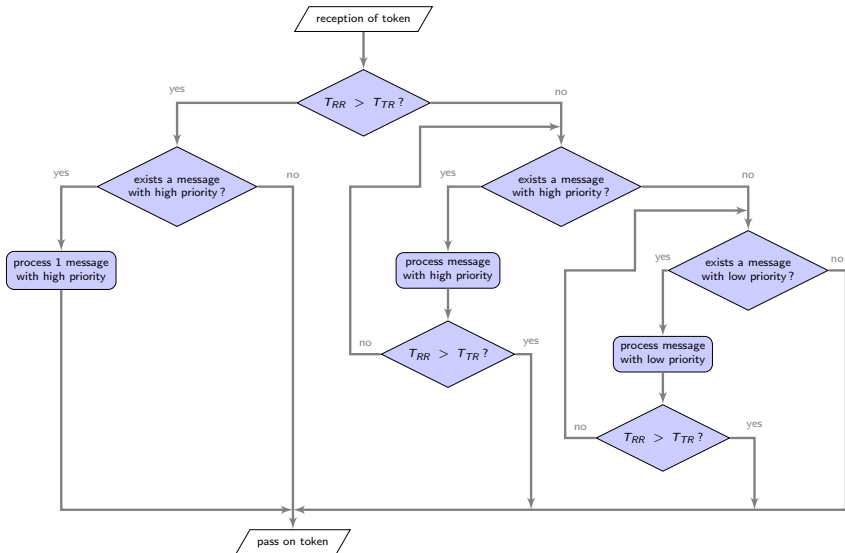 reception of token
T_RR > T_TR ?
yes
no
exists a message
with high priority ?
yes
no
exists a message
with high priority ?
yes
no
process 1 message
with high priority
process message
with high priority
exists a message
with low priority ?
yes
no
T_RR > T_TR ?
no
yes
process message
with low priority
T_RR > T_TR ?
no
yes
pass on token